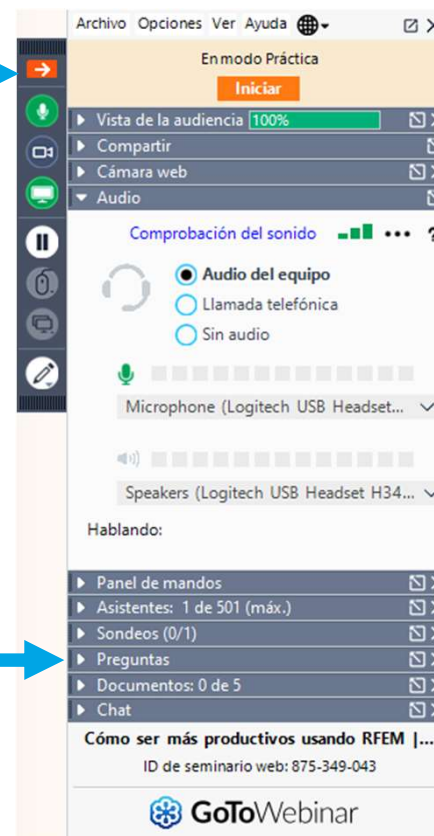 Archivo Opciones Ver Ayuda
En modo Práctica
Iniciar
Vista de la audiencia 100%
Compartir
Cámara web
Audio
Comprobación del sonido ... ?
Audio del equipo
Llamada telefónica
Sin audio
Microphone (Logitech USB Headset...
Speakers (Logitech USB Headset H34...
Hablando:
Panel de mandos
Asistentes: 1 de 501 (máx.)
Sondeos (0/1)
Preguntas
Documentos: 0 de 5
Chat
Cómo ser más productivos usando RFEM |...
ID de seminario web: 875-349-043
GoToWebinar